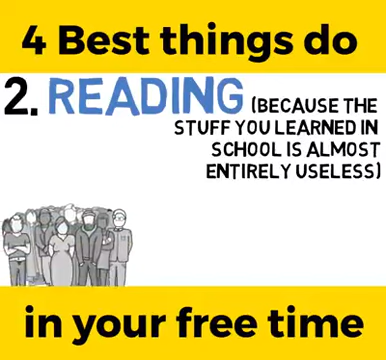 4 Best things do
2. READING (BECAUSE THE
STUFF YOU LEARNED IN
SCHOOL IS ALMOST
ENTIRELY USELESS)
in your free time